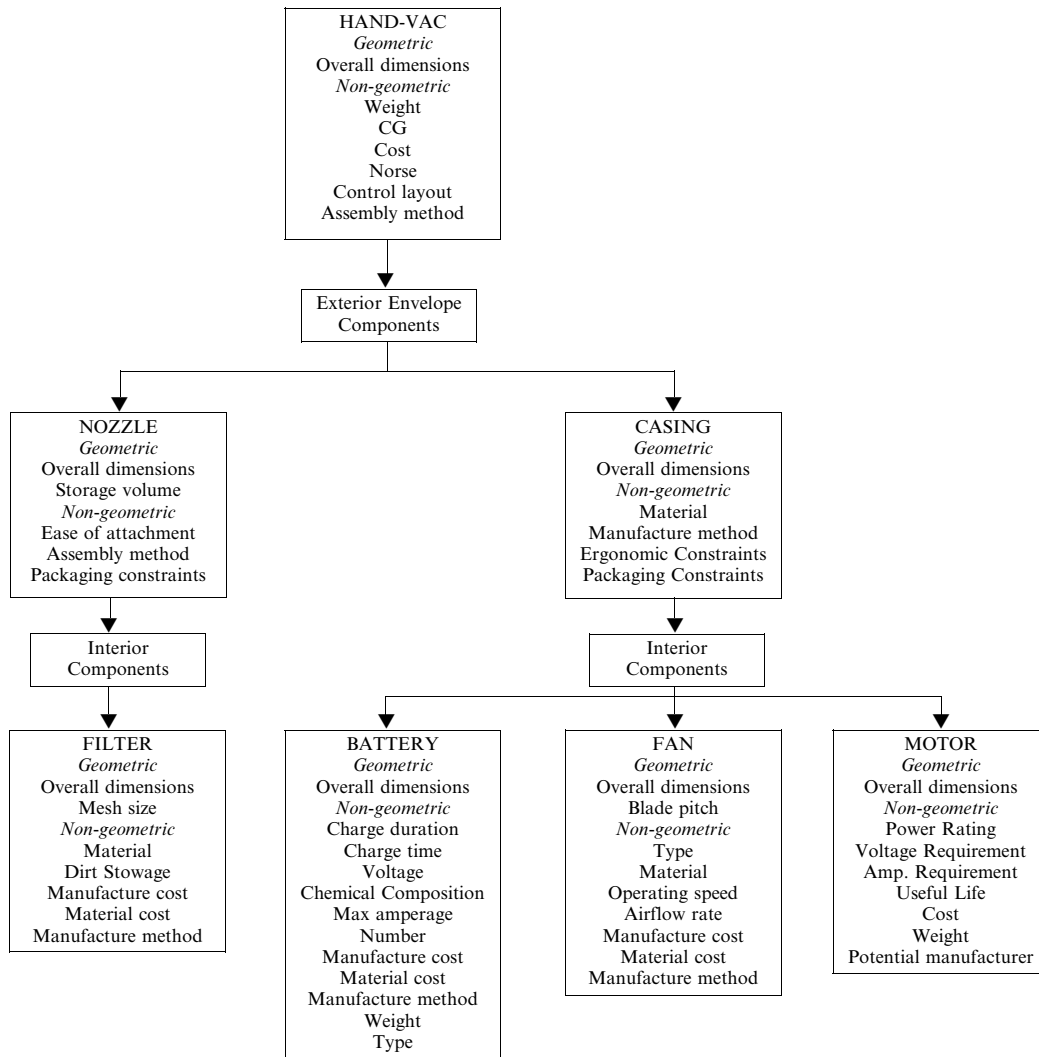 HAND-VAC
Geometric
Overall dimensions
Non-geometric
Weight
CG
Cost
Norse
Control layout
Assembly method
Exterior Envelope
Components
NOZZLE
Geometric
Overall dimensions
Storage volume
Non-geometric
Ease of attachment
Assembly method
Packaging constraints
CASING
Geometric
Overall dimensions
Non-geometric
Material
Manufacture method
Ergonomic Constraints
Packaging Constraints
Interior
Components
Interior
Components
FILTER
Geometric
Overall dimensions
Mesh size
Non-geometric
Material
Dirt Stowage
Manufacture cost
Material cost
Manufacture method
BATTERY
Geometric
Overall dimensions
Non-geometric
Charge duration
Charge time
Voltage
Chemical Composition
Max amperage
Number
Manufacture cost
Material cost
Manufacture method
Weight
Type
FAN
Geometric
Overall dimensions
Blade pitch
Non-geometric
Type
Material
Operating speed
Airflow rate
Manufacture cost
Material cost
Manufacture method
MOTOR
Geometric
Overall dimensions
Non-geometric
Power Rating
Voltage Requirement
Amp. Requirement
Useful Life
Cost
Weight
Potential manufacturer